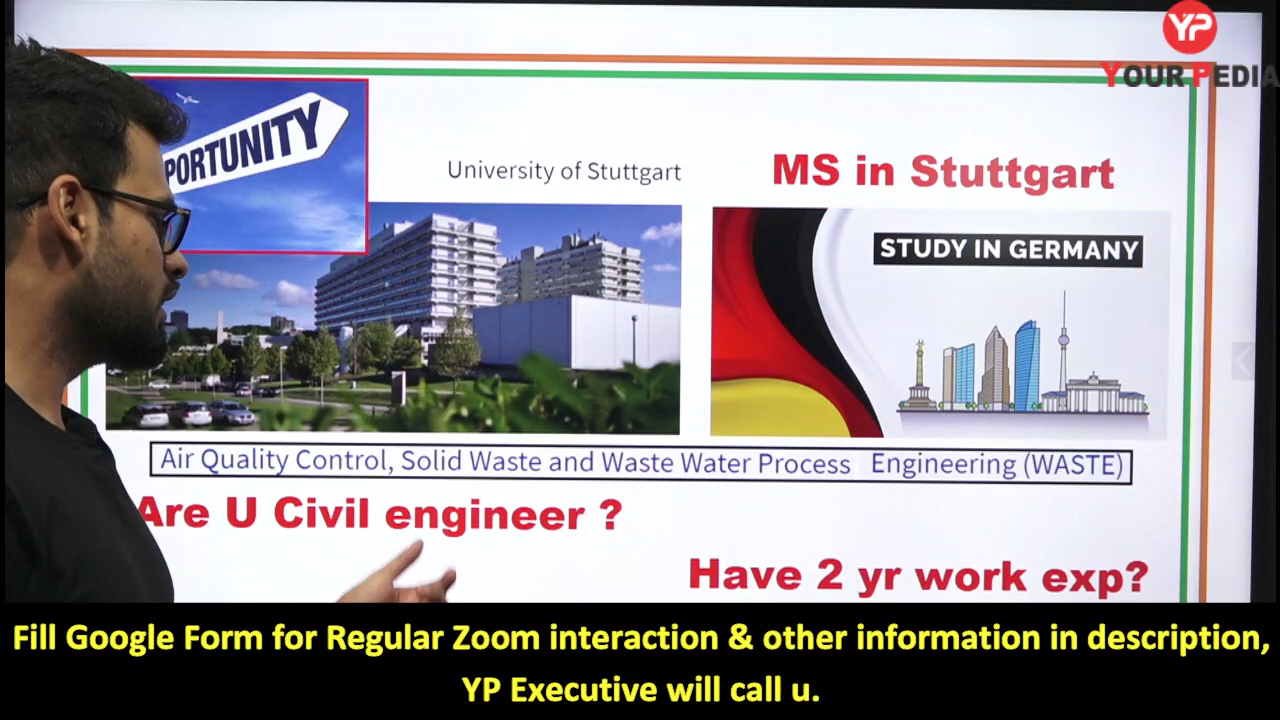 YP
YOUR PEDIA
PORTUNITY
University of Stuttgart
MS in Stuttgart
STUDY IN GERMANY
Air Quality Control, Solid Waste and Waste Water Process Engineering (WASTE)
Are U Civil engineer ?
Have 2 yr work exp?
Fill Google Form for Regular Zoom interaction & other information in description,
YP Executive will call u.